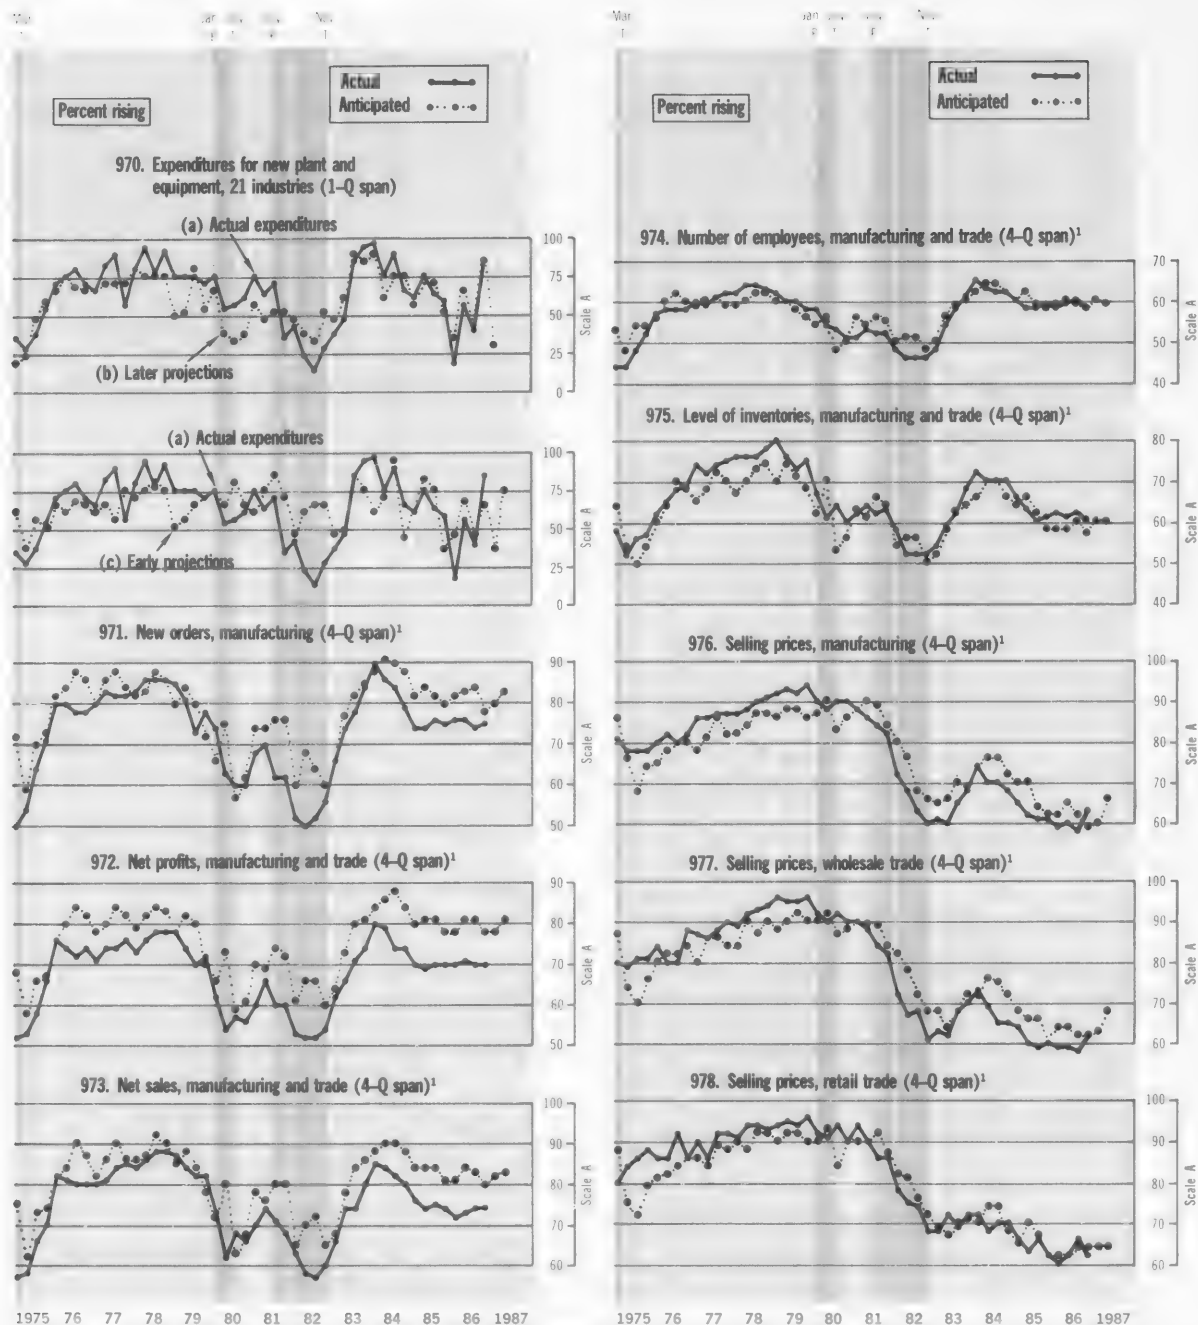 Actual
Anticipated
Percent rising
970. Expenditures for new plant and
equipment, 21 industries (1–Q span)
(a) Actual expenditures
100
75
50
25
0
Scale A
(b) Later projections
(a) Actual expenditures
100
75
50
25
0
Scale A
(c) Early projections
971. New orders, manufacturing (4–Q span)¹
90
80
70
60
50
Scale A
972. Net profits, manufacturing and trade (4–Q span)¹
90
80
70
60
50
Scale A
973. Net sales, manufacturing and trade (4–Q span)¹
100
90
80
70
60
Scale A
1975 76 77 78 79 80 81 82 83 84 85 86 1987
Mar
Jan
Actual
Anticipated
Percent rising
974. Number of employees, manufacturing and trade (4–Q span)¹
70
60
50
40
Scale A
975. Level of inventories, manufacturing and trade (4–Q span)¹
80
70
60
50
40
Scale A
976. Selling prices, manufacturing (4–Q span)¹
100
90
80
70
60
Scale A
977. Selling prices, wholesale trade (4–Q span)¹
100
90
80
70
60
Scale A
978. Selling prices, retail trade (4–Q span)¹
100
90
80
70
60
Scale A
1975 76 77 78 79 80 81 82 83 84 85 86 1987